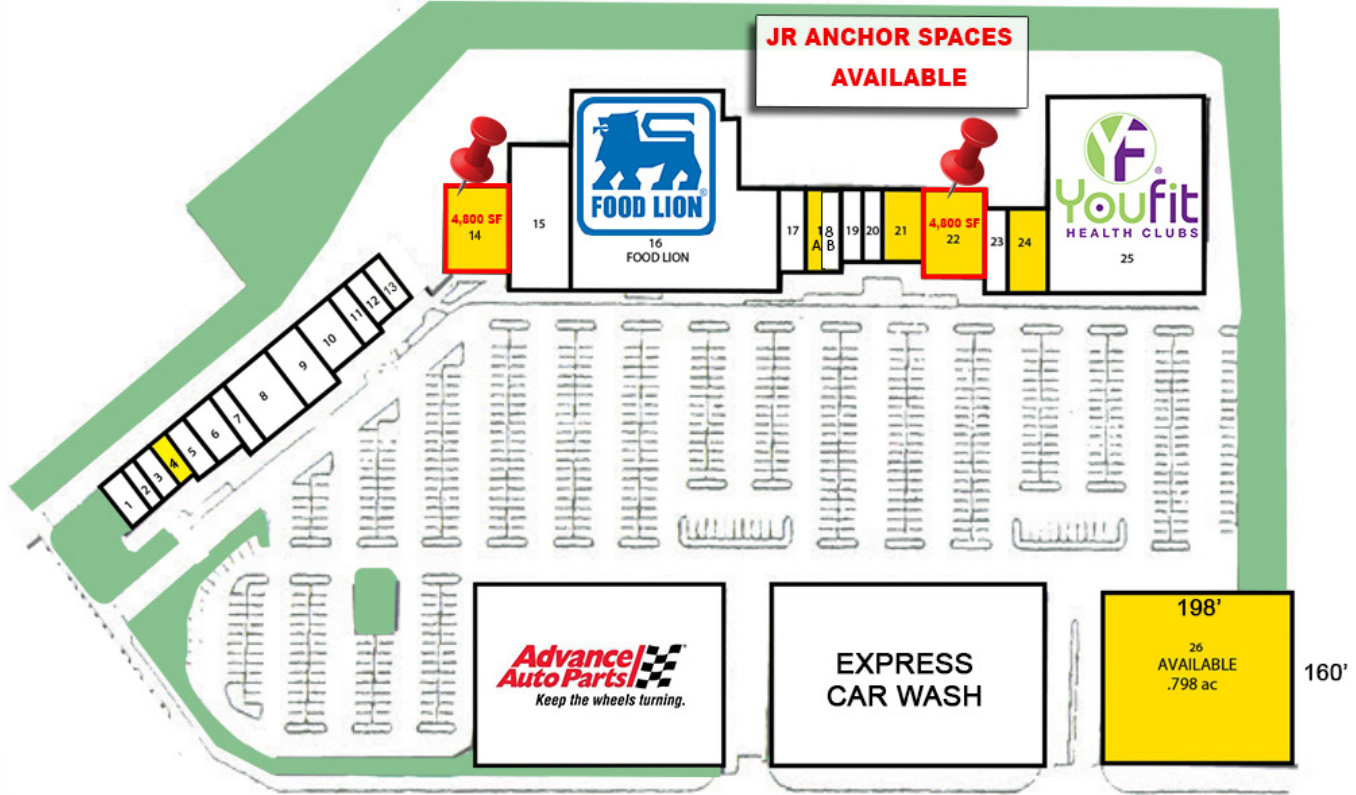 JR ANCHOR SPACES
AVAILABLE
4,800 SF
14
15
FOOD LION®
16
FOOD LION
17
18
A B
19
20
21
4,800 SF
22
23
24
YF
Youfit®
HEALTH CLUBS
25
13
12
11
10
9
8
7
6
5
4
3
2
1
Advance
Auto Parts
Keep the wheels turning.
EXPRESS
CAR WASH
198'
26
AVAILABLE
.798 ac
160'